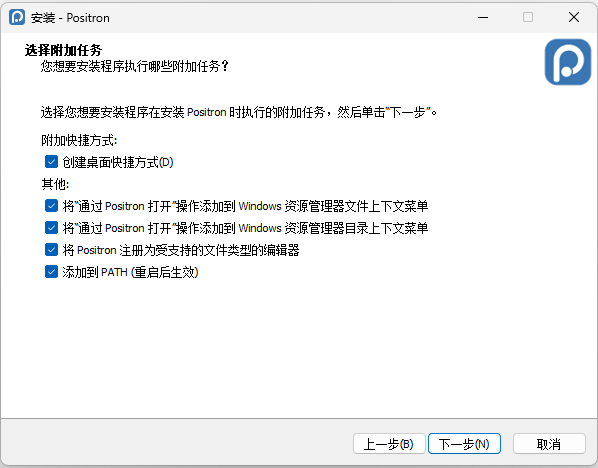 安装 - Positron
选择附加任务
您想要安装程序执行哪些附加任务？
选择您想要安装程序在安装 Positron 时执行的附加任务，然后单击“下一步”。
附加快捷方式:
创建桌面快捷方式(D)
其他:
将“通过 Positron 打开”操作添加到 Windows 资源管理器文件上下文菜单
将“通过 Positron 打开”操作添加到 Windows 资源管理器目录上下文菜单
将 Positron 注册为受支持的文件类型的编辑器
添加到 PATH (重启后生效)
上一步(B) 下一步(N) 取消